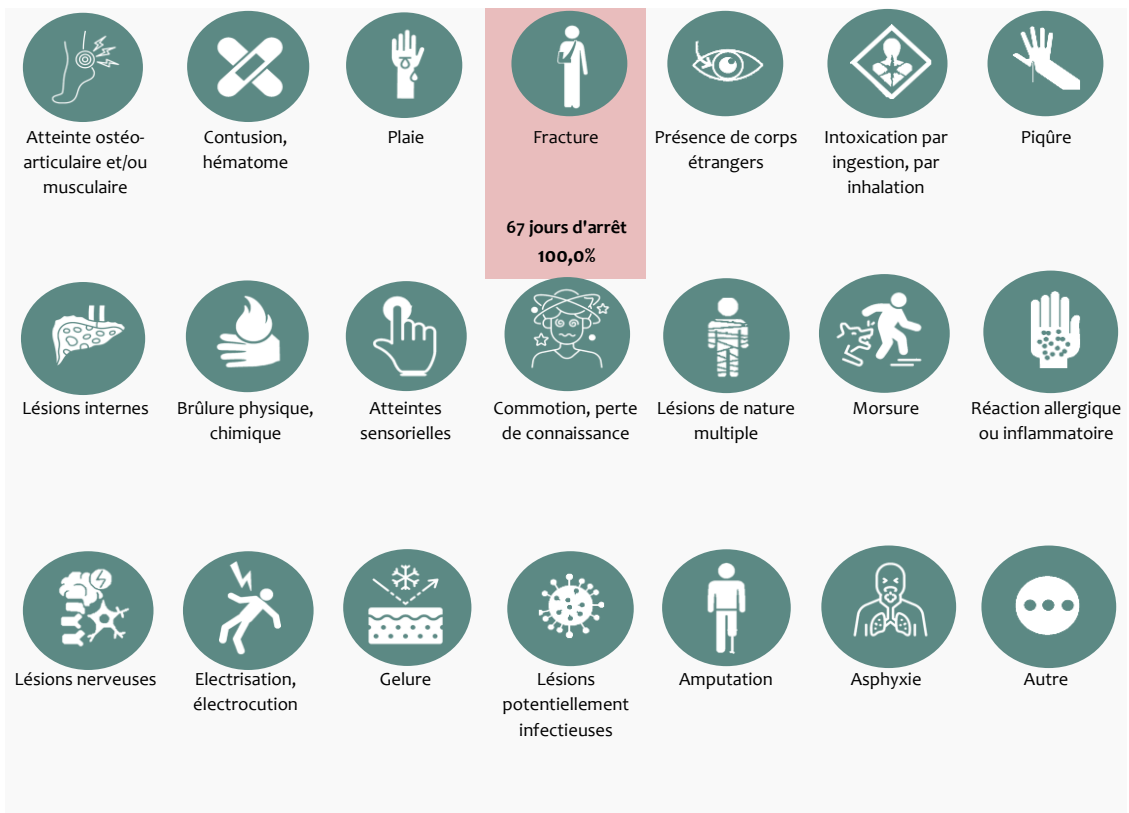 Atteinte ostéo-
articulaire et/ou
musculaire
Contusion,
hématome
Plaie
Fracture
67 jours d'arrêt
100,0%
Présence de corps
étrangers
Intoxication par
ingestion, par
inhalation
Piqûre
Lésions internes
Brûlure physique,
chimique
Atteintes
sensorielles
Commotion, perte
de connaissance
Lésions de nature
multiple
Morsure
Réaction allergique
ou inflammatoire
Lésions nerveuses
Electrisation,
électrocution
Gelure
Lésions
potentiellement
infectieuses
Amputation
Asphyxie
Autre